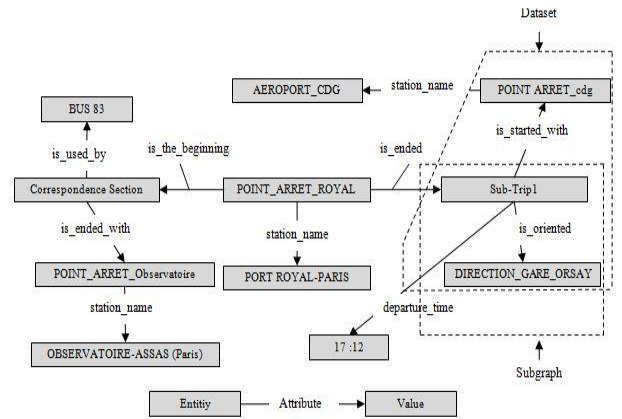 Dataset
AEROPORT_CDG
station_name
POINT ARRET_cdg
BUS 83
is_started_with
is_used_by
is_the_beginning
is_ended
Correspondence Section
POINT_ARRET_ROYAL
Sub-Trip1
is_ended_with
station_name
is_oriented
POINT_ARRET_Observatoire
PORT ROYAL-PARIS
DIRECTION_GARE_ORSAY
station_name
departure_time
OBSERVATOIRE-ASSAS (Paris)
17 :12
Subgraph
Entitiy
Attribute
Value